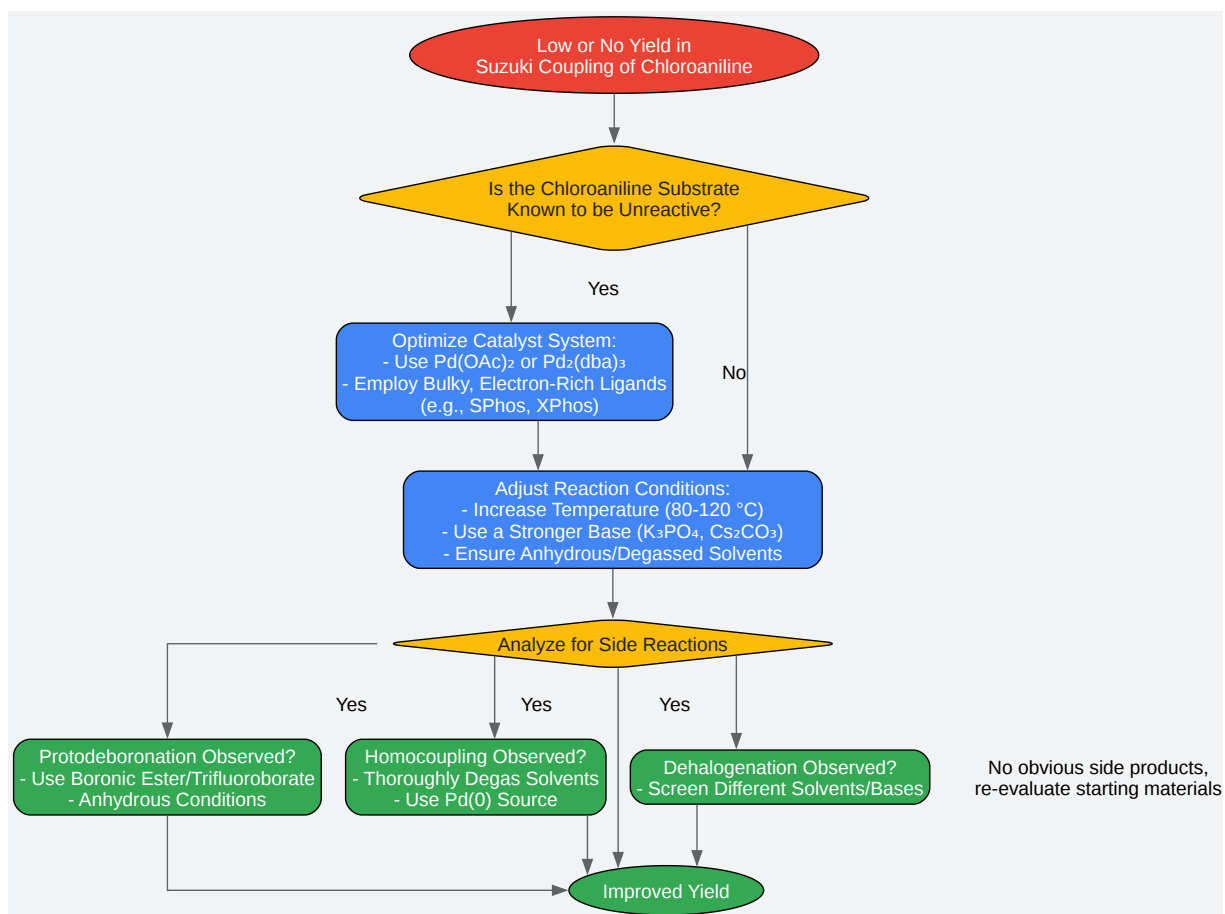 Low or No Yield in
Suzuki Coupling of Chloroaniline
Is the Chloroaniline Substrate
Known to be Unreactive?
Yes
Optimize Catalyst System:
- Use Pd(OAc)₂ or Pd₂(dba)₃
- Employ Bulky, Electron-Rich Ligands
(e.g., SPhos, XPhos)
No
Adjust Reaction Conditions:
- Increase Temperature (80-120 °C)
- Use a Stronger Base (K₃PO₄, Cs₂CO₃)
- Ensure Anhydrous/Degassed Solvents
Analyze for Side Reactions
Yes
Yes
Yes
Protodeboronation Observed?
- Use Boronic Ester/Trifluoroborate
- Anhydrous Conditions
Homocoupling Observed?
- Thoroughly Degas Solvents
- Use Pd(0) Source
Dehalogenation Observed?
- Screen Different Solvents/Bases
No obvious side products,
re-evaluate starting materials
Improved Yield